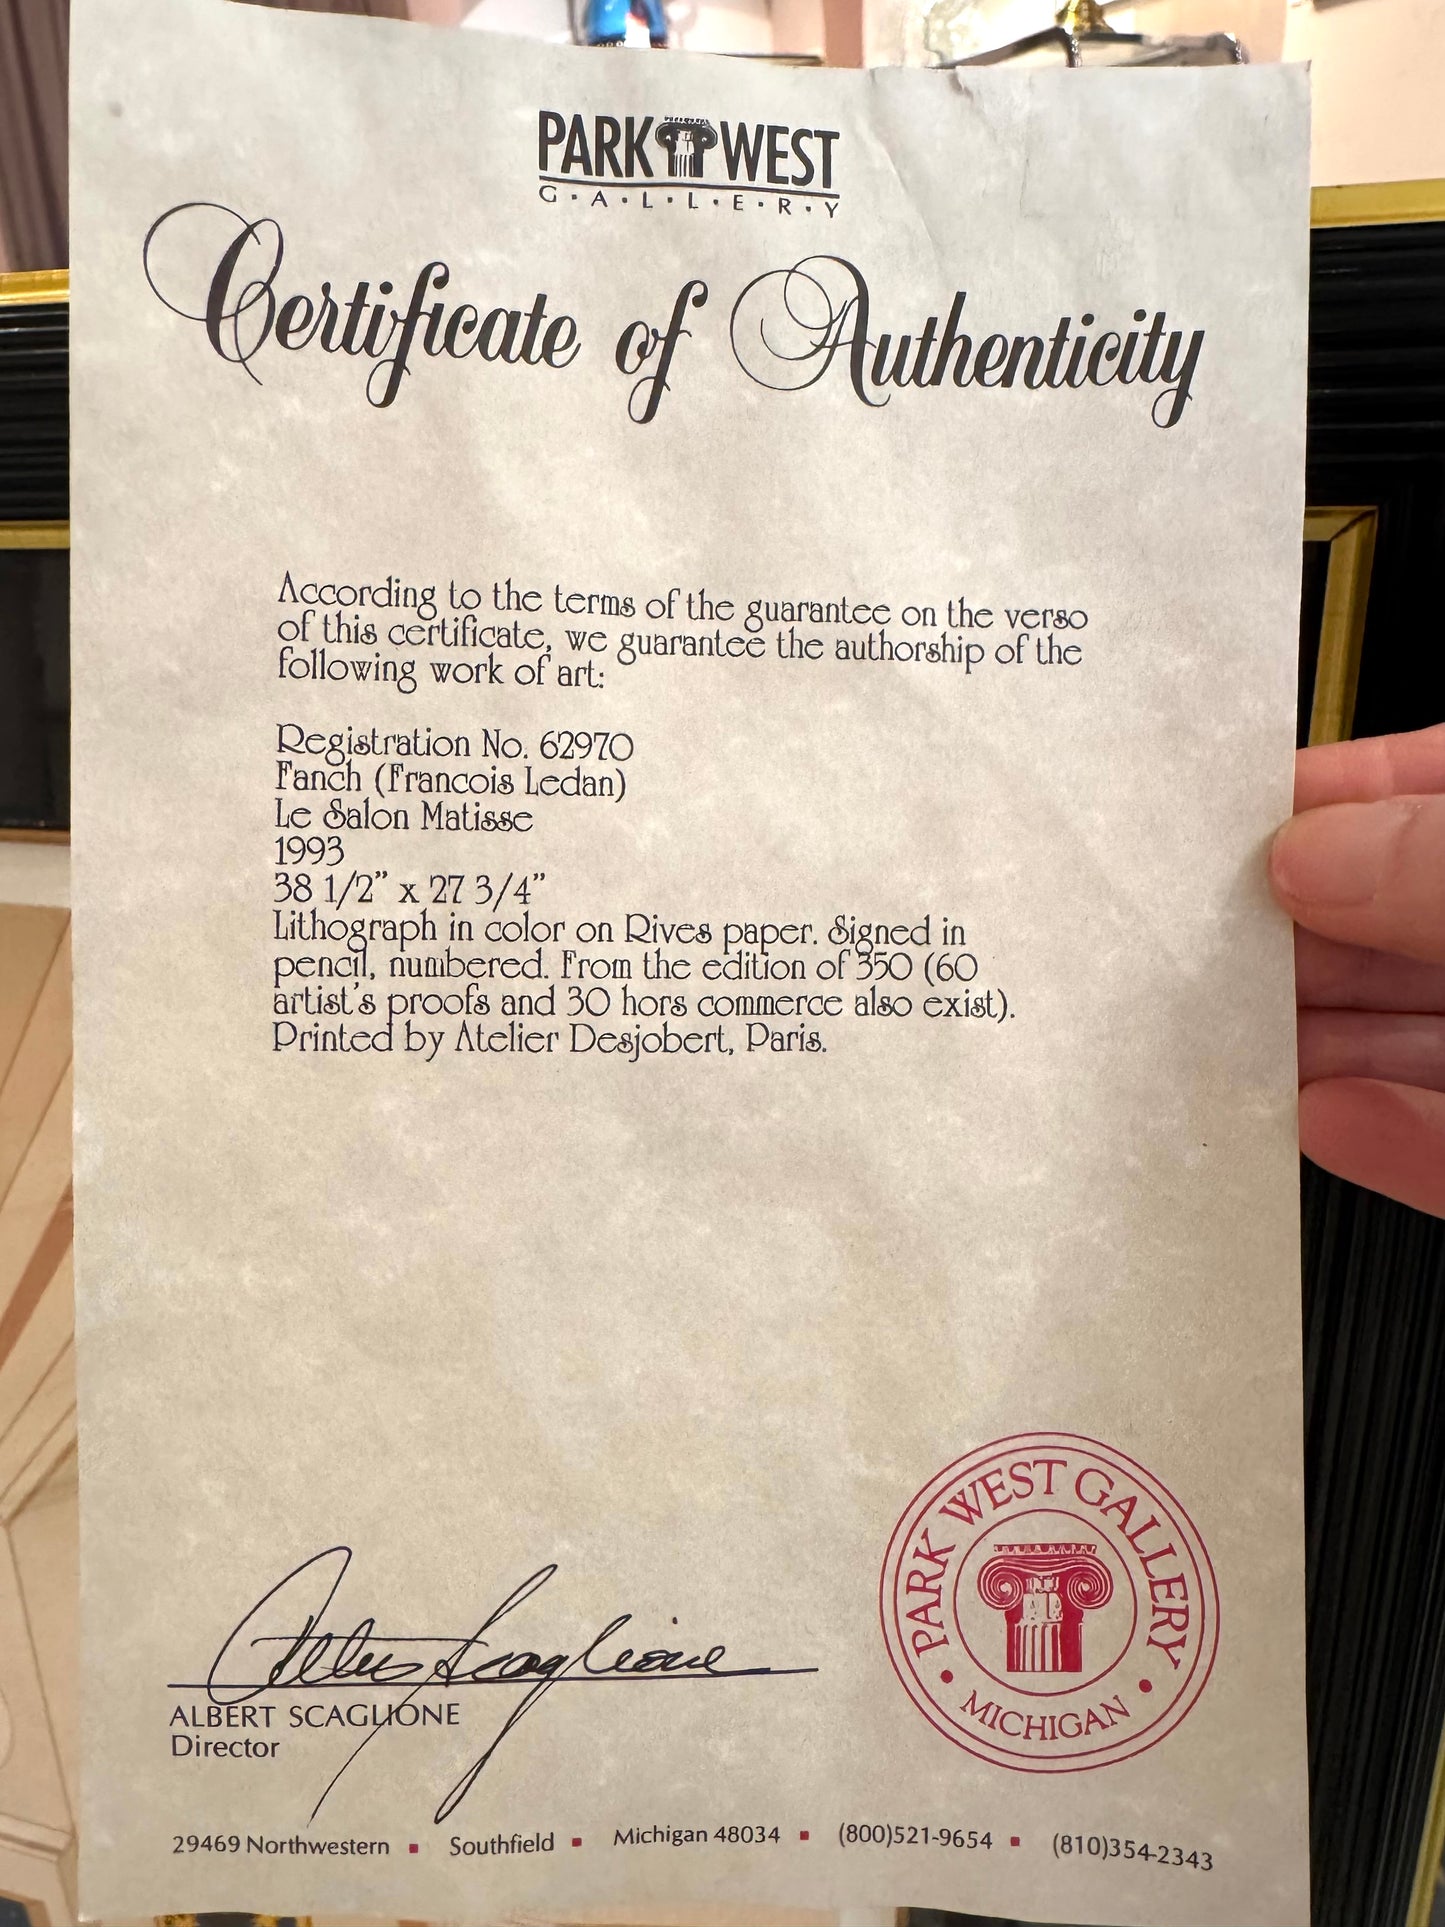 PARK WEST
G·A·L·L·E·R·Y
Certificate of Authenticity
According to the terms of the guarantee on the verso
of this certificate, we guarantee the authorship of the
following work of art:
Registration No. 62970
Fanch (Francois Ledan)
Le Salon Matisse
1993
38 1/2" x 27 3/4"
Lithograph in color on Rives paper. Signed in
pencil, numbered. From the edition of 350 (60
artist's proofs and 30 hors commerce also exist).
Printed by Atelier Desjobert, Paris.
PARK WEST GALLERY
• MICHIGAN •
Albert Scaglione
ALBERT SCAGLIONE
Director
29469 Northwestern ▪ Southfield ▪ Michigan 48034 ▪ (800)521-9654 ▪ (810)354-2343